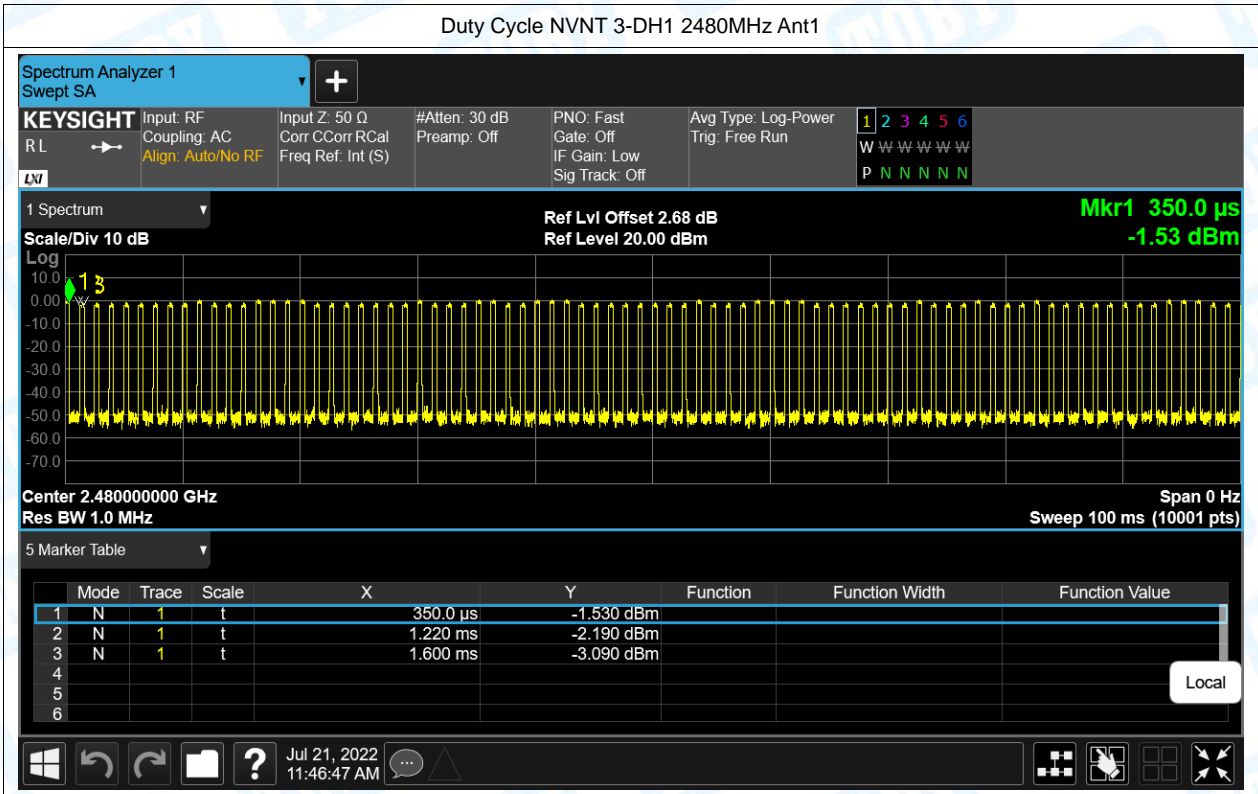 Duty Cycle NVNT 3-DH1 2480MHz Ant1
Spectrum Analyzer 1
Swept SA
KEYSIGHT
RL
LXI
Input: RF
Coupling: AC
Align: Auto/No RF
Input Z: 50 Ω
Corr CCorr RCal
Freq Ref: Int (S)
#Atten: 30 dB
Preamp: Off
PNO: Fast
Gate: Off
IF Gain: Low
Sig Track: Off
Avg Type: Log-Power
Trig: Free Run
1 2 3 4 5 6
W W W W W W
P N N N N N
1 Spectrum
Scale/Div 10 dB
Ref Lvl Offset 2.68 dB
Ref Level 20.00 dBm
Mkr1 350.0 µs
-1.53 dBm
Log
10.0
0.00
-10.0
-20.0
-30.0
-40.0
-50.0
-60.0
-70.0
1 3
Center 2.480000000 GHz
Res BW 1.0 MHz
Span 0 Hz
Sweep 100 ms (10001 pts)
5 Marker Table
Mode Trace Scale X Y Function Function Width Function Value
1 N 1 t 350.0 µs -1.530 dBm
2 N 1 t 1.220 ms -2.190 dBm
3 N 1 t 1.600 ms -3.090 dBm
4
5
6
Local
?
Jul 21, 2022
11:46:47 AM